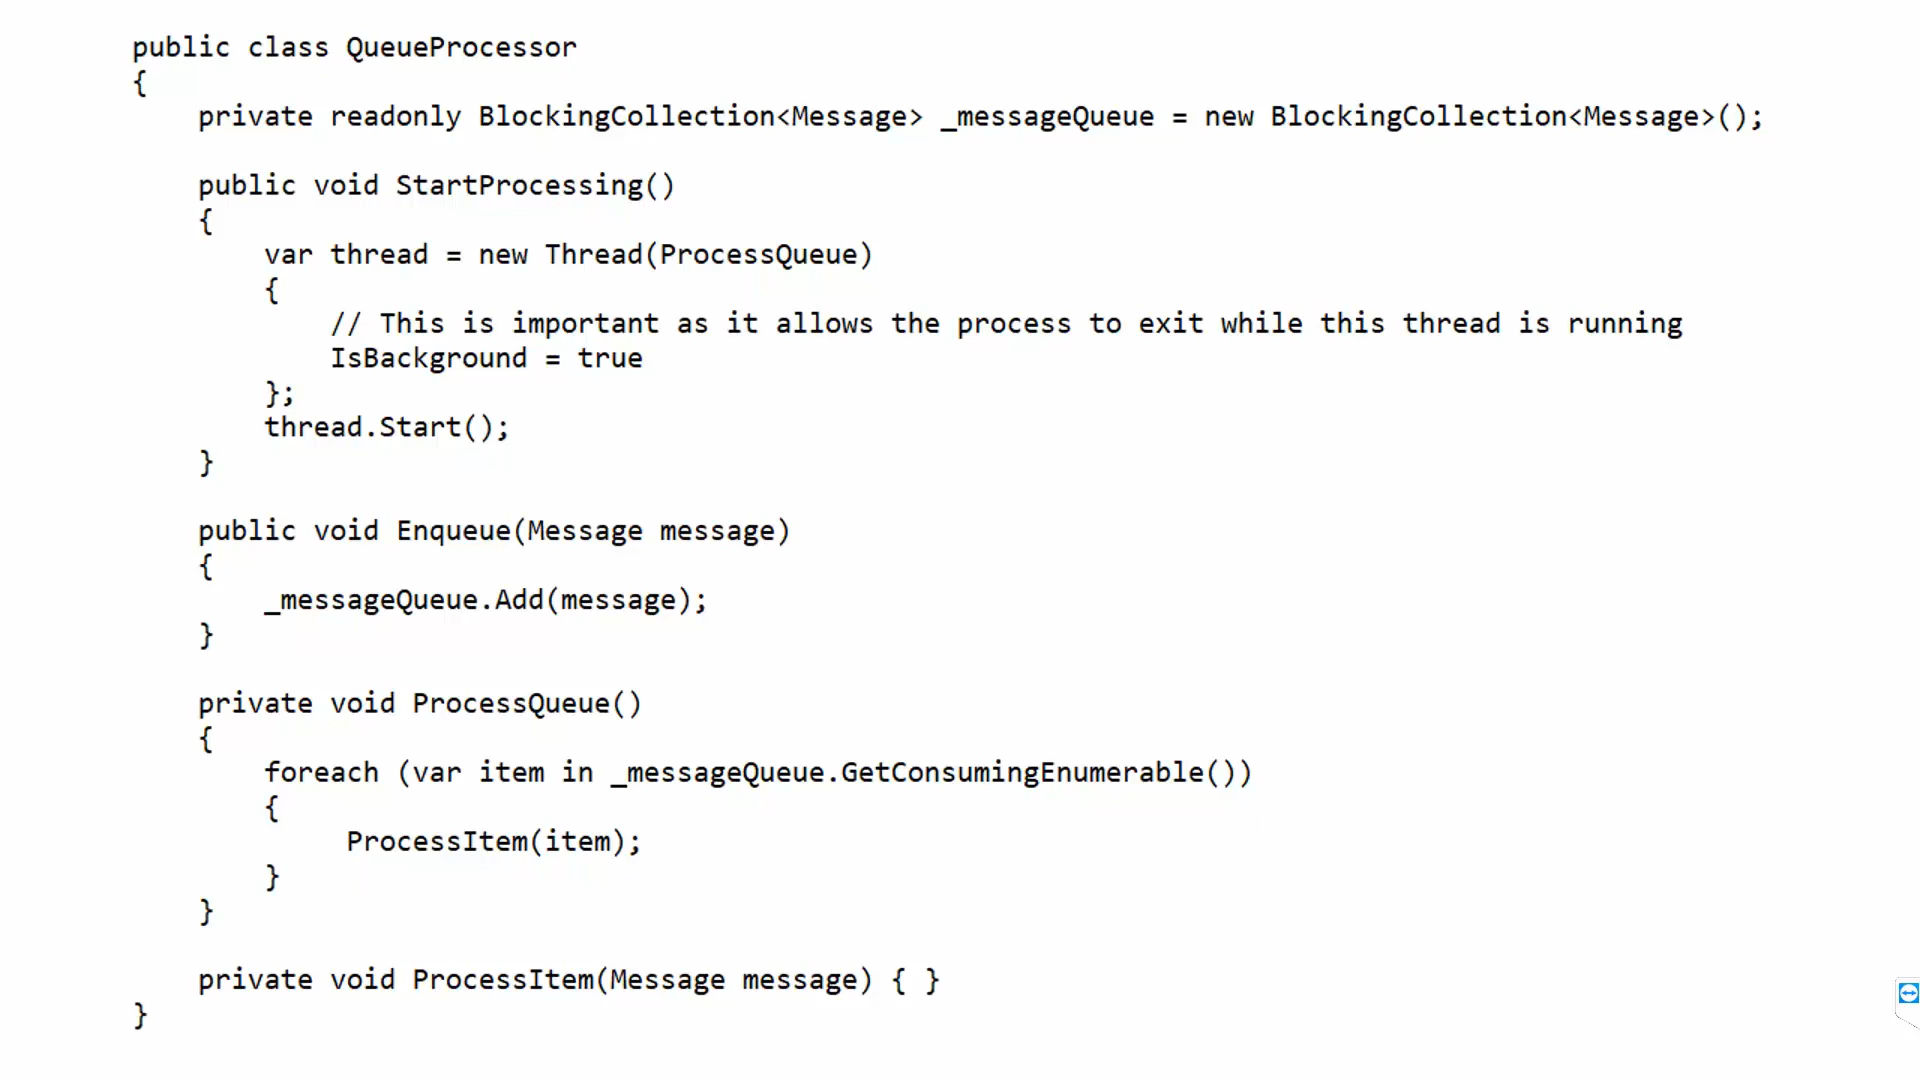 public class QueueProcessor
{
    private readonly BlockingCollection<Message> _messageQueue = new BlockingCollection<Message>();

    public void StartProcessing()
    {
        var thread = new Thread(ProcessQueue)
        {
            // This is important as it allows the process to exit while this thread is running
            IsBackground = true
        };
        thread.Start();
    }

    public void Enqueue(Message message)
    {
        _messageQueue.Add(message);
    }

    private void ProcessQueue()
    {
        foreach (var item in _messageQueue.GetConsumingEnumerable())
        {
             ProcessItem(item);
        }
    }

    private void ProcessItem(Message message) { }
}